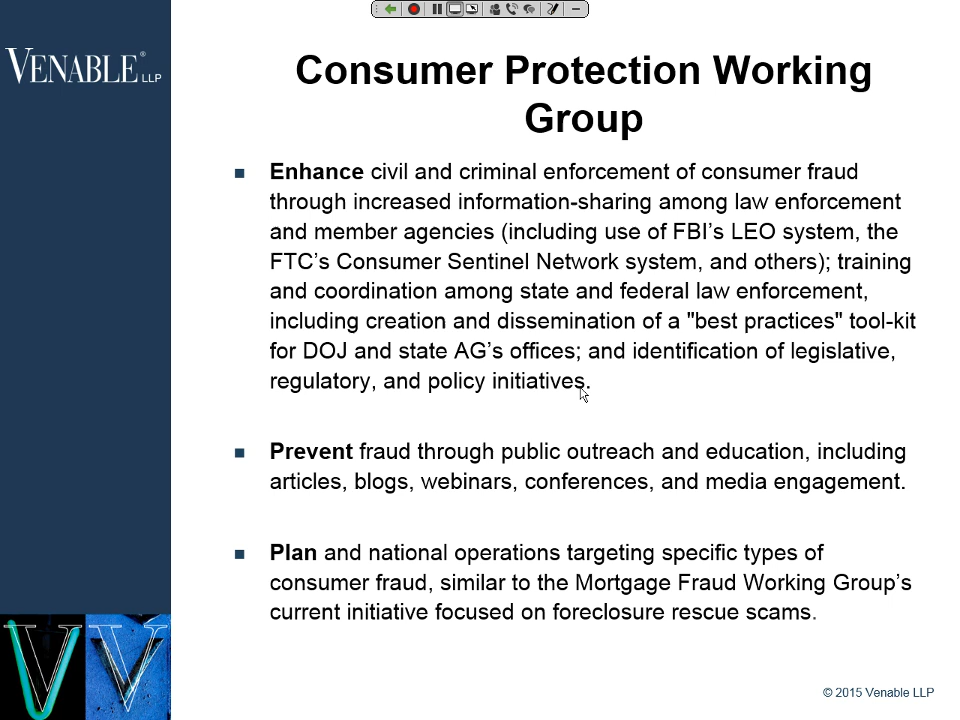 VENABLE® LLP
Consumer Protection Working
Group
■ Enhance civil and criminal enforcement of consumer fraud
through increased information-sharing among law enforcement
and member agencies (including use of FBI’s LEO system, the
FTC’s Consumer Sentinel Network system, and others); training
and coordination among state and federal law enforcement,
including creation and dissemination of a "best practices" tool-kit
for DOJ and state AG’s offices; and identification of legislative,
regulatory, and policy initiatives.
■ Prevent fraud through public outreach and education, including
articles, blogs, webinars, conferences, and media engagement.
■ Plan and national operations targeting specific types of
consumer fraud, similar to the Mortgage Fraud Working Group’s
current initiative focused on foreclosure rescue scams.
V V
© 2015 Venable LLP